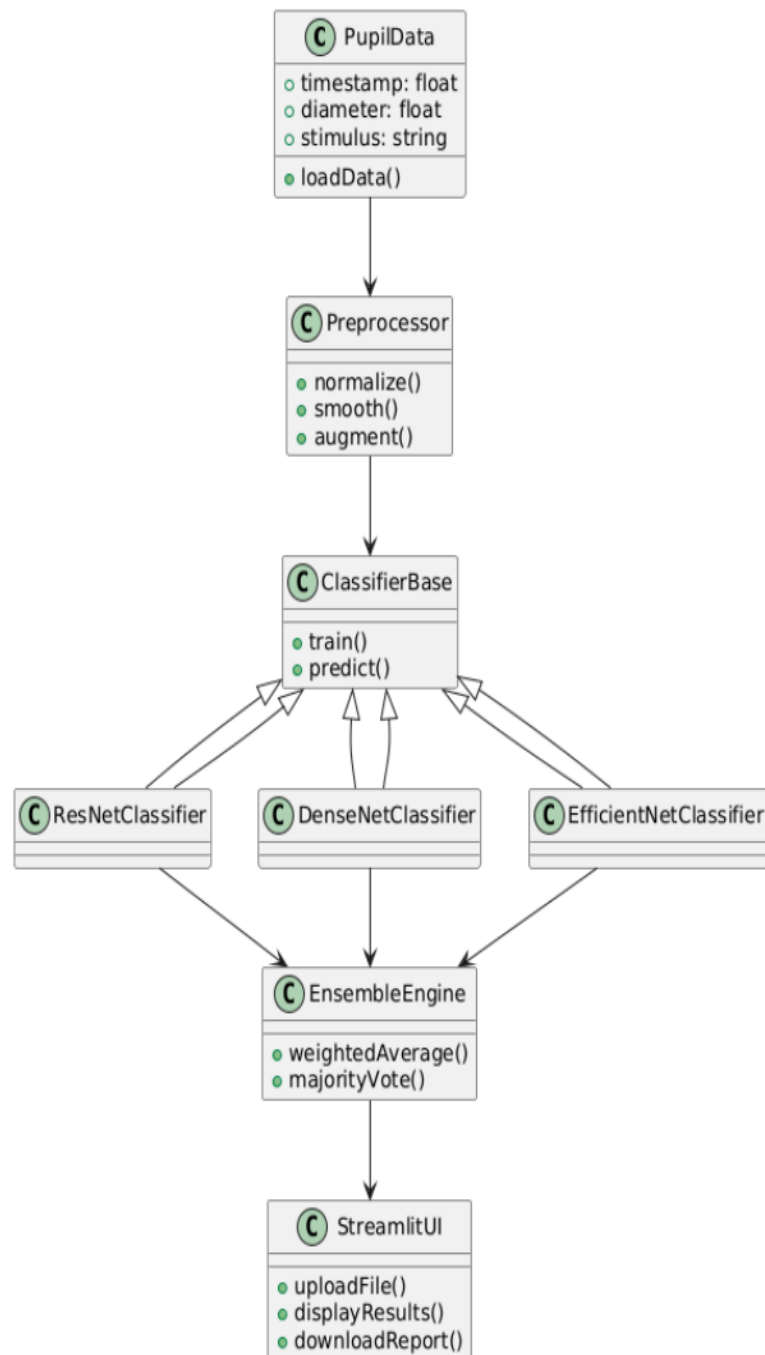 C PupilData
timestamp: float
diameter: float
stimulus: string
loadData()
C Preprocessor
normalize()
smooth()
augment()
C ClassifierBase
train()
predict()
C ResNetClassifier
C DenseNetClassifier
C EfficientNetClassifier
C EnsembleEngine
weightedAverage()
majorityVote()
C StreamlitUI
uploadFile()
displayResults()
downloadReport()